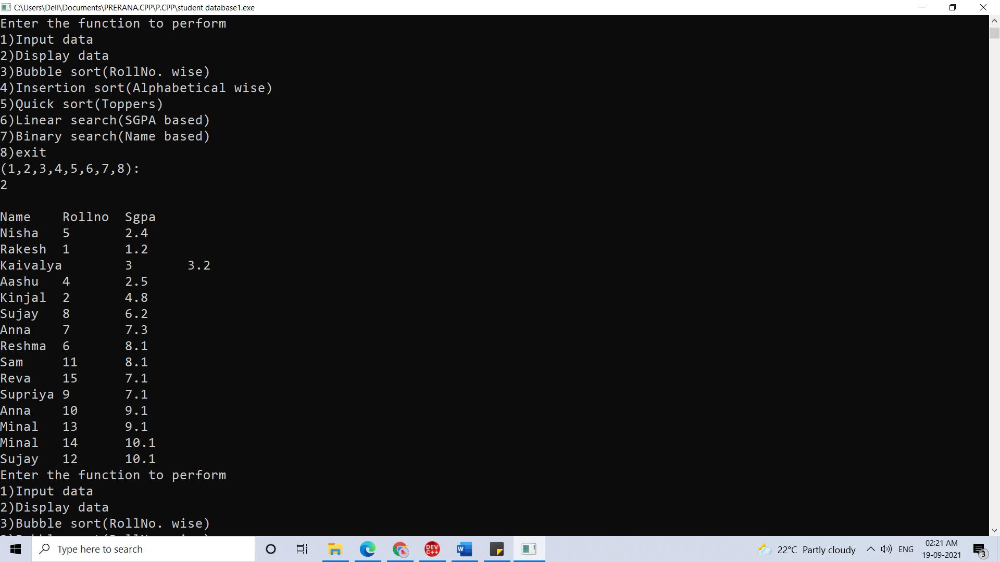 C:\Users\Dell\Documents\PRERANA.CPP\P.CPP\student database1.exe
Enter the function to perform
1)Input data
2)Display data
3)Bubble sort(RollNo. wise)
4)Insertion sort(Alphabetical wise)
5)Quick sort(Toppers)
6)Linear search(SGPA based)
7)Binary search(Name based)
8)exit
(1,2,3,4,5,6,7,8):
2
Name    Rollno  Sgpa
Nisha   5       2.4
Rakesh  1       1.2
Kaivalya        3       3.2
Aashu   4       2.5
Kinjal  2       4.8
Sujay   8       6.2
Anna    7       7.3
Reshma  6       8.1
Sam     11      8.1
Reva    15      7.1
Supriya 9       7.1
Anna    10      9.1
Minal   13      9.1
Minal   14      10.1
Sujay   12      10.1
Enter the function to perform
1)Input data
2)Display data
3)Bubble sort(RollNo. wise)
Type here to search
DEV C++
W
22°C Partly cloudy
ENG
02:21 AM
19-09-2021
3